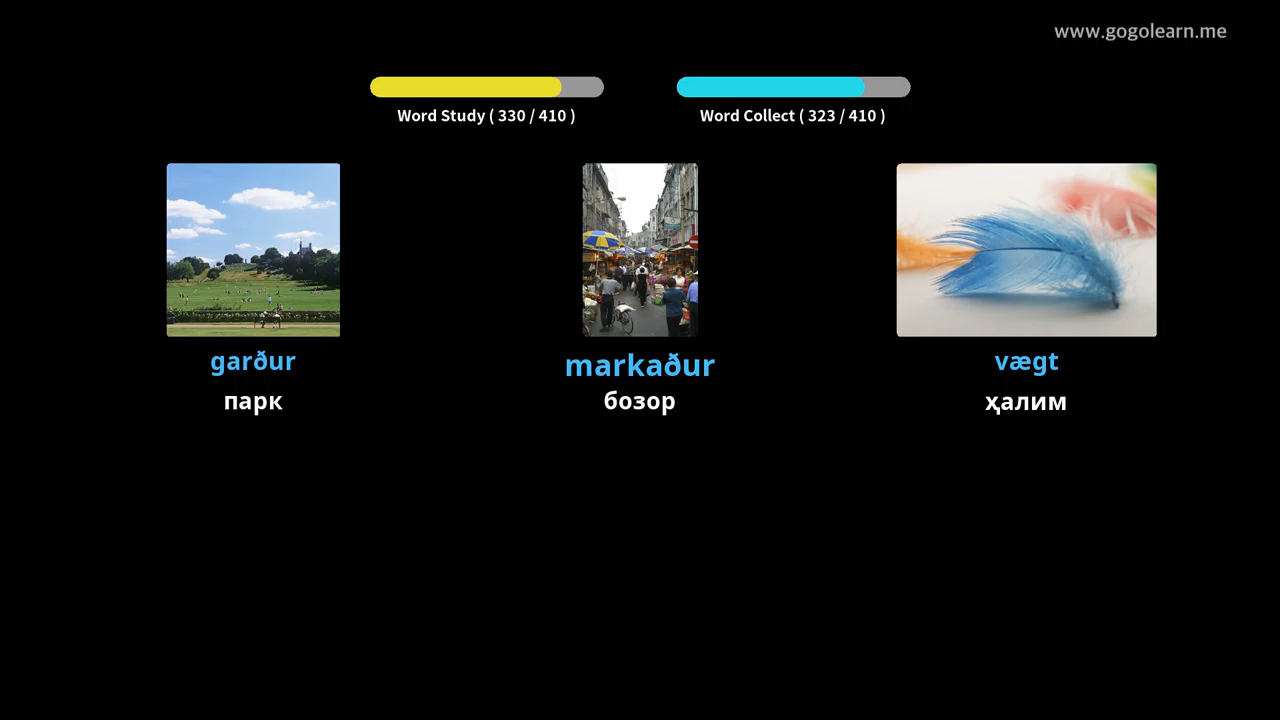 www.gogolearn.me
Word Study ( 330 / 410 )
Word Collect ( 323 / 410 )
garður
парк
markaður
бозор
vægt
ҳалим